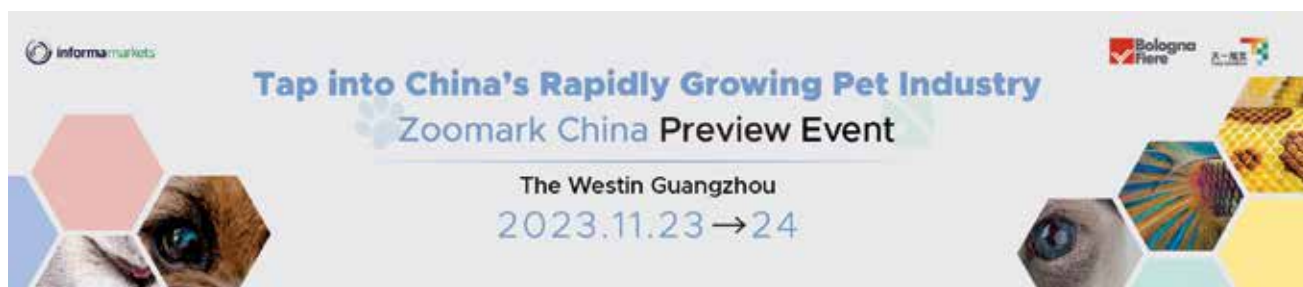 informa markets
Bologna
Fiere
Tap into China's Rapidly Growing Pet Industry
Zoomark China Preview Event
The Westin Guangzhou
2023.11.23→24